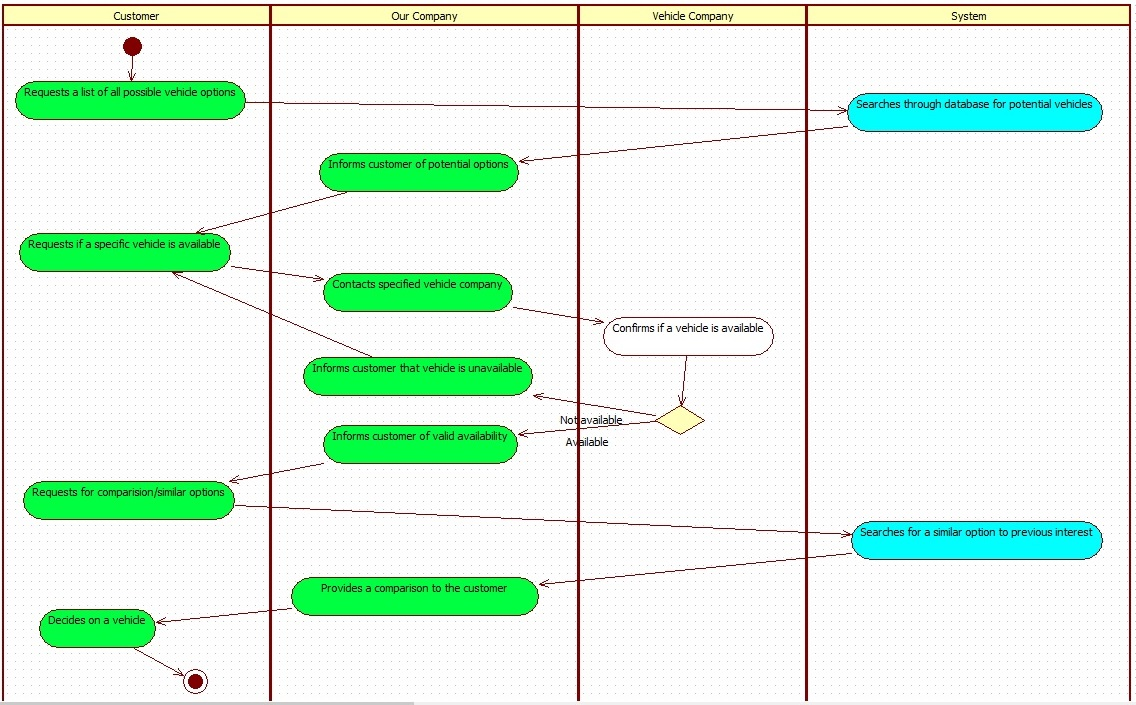 Customer
Our Company
Vehicle Company
System
Requests a list of all possible vehicle options
Searches through database for potential vehicles
Informs customer of potential options
Requests if a specific vehicle is available
Contacts specified vehicle company
Confirms if a vehicle is available
Informs customer that vehicle is unavailable
Not available
Informs customer of valid availability
Available
Requests for comparision/similar options
Searches for a similar option to previous interest
Provides a comparison to the customer
Decides on a vehicle